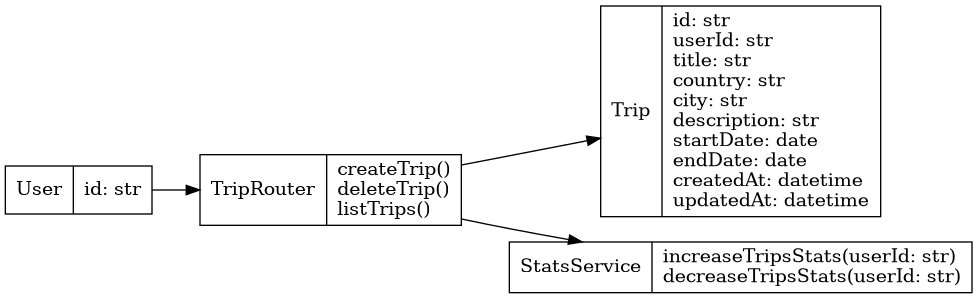 User
id: str
TripRouter
createTrip()
deleteTrip()
listTrips()
Trip
id: str
userId: str
title: str
country: str
city: str
description: str
startDate: date
endDate: date
createdAt: datetime
updatedAt: datetime
StatsService
increaseTripsStats(userId: str)
decreaseTripsStats(userId: str)